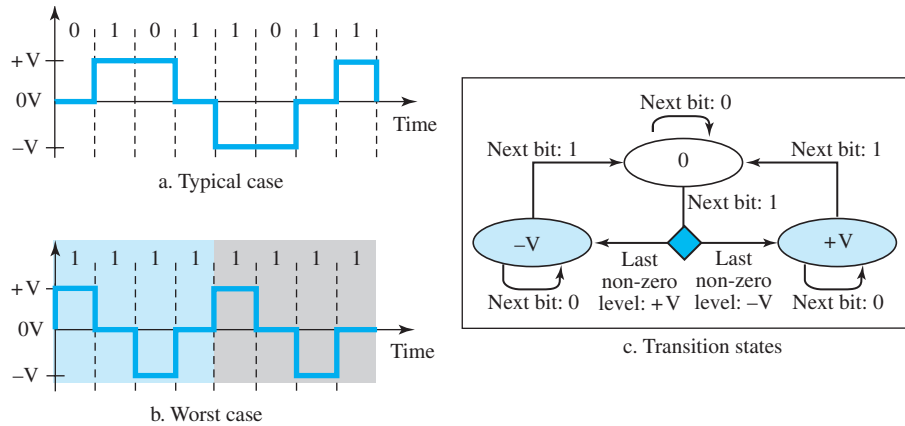 0 1 0 1 1 0 1 1
+V
0V
Time
–V
a. Typical case
1 1 1 1 1 1 1 1
+V
0V
Time
–V
b. Worst case
Next bit: 0
Next bit: 1
0
Next bit: 1
Next bit: 1
–V
+V
Last
non-zero
level: +V
Last
non-zero
level: –V
Next bit: 0
Next bit: 0
c. Transition states